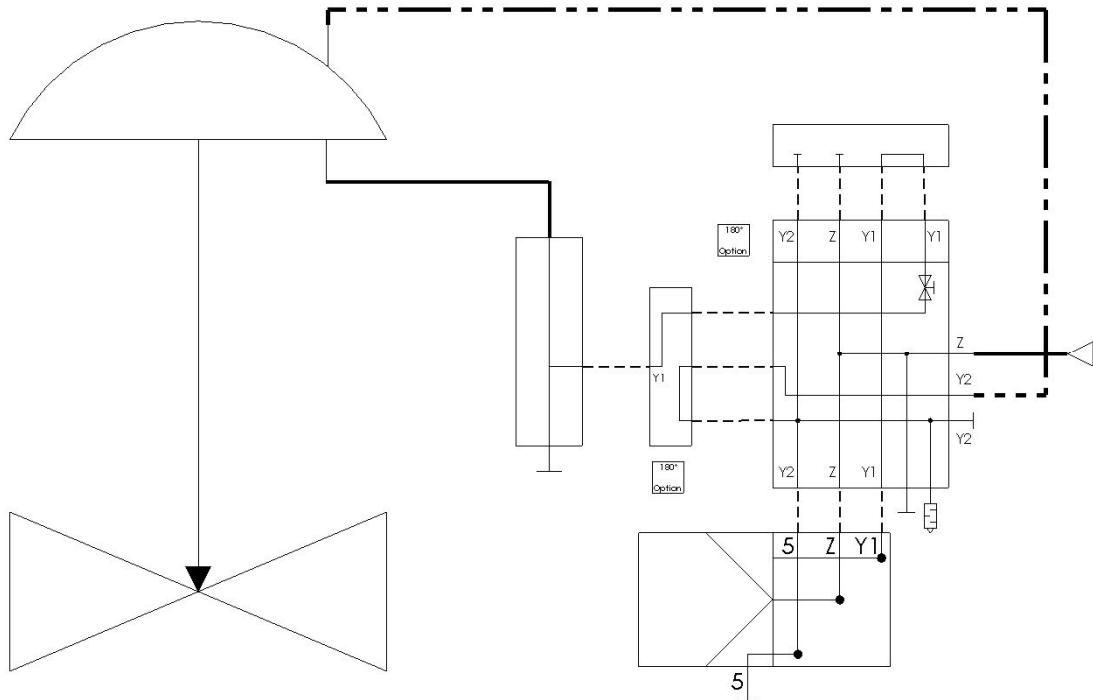 180°
Option
Y2 Z Y1 Y1
Z
Y1
Y2
Y2
180°
Option
Y2 Z Y1
5 Z Y1
5